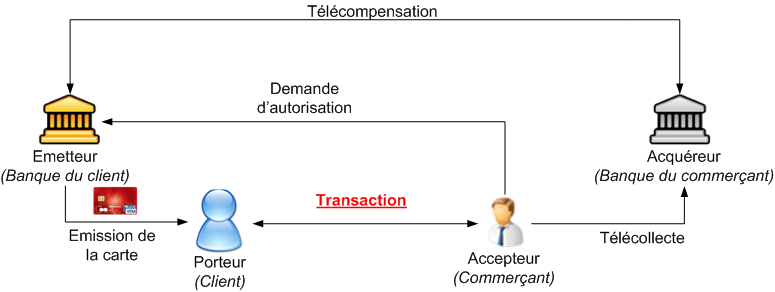 Télécompensation
Demande
d'autorisation
Emetteur
(Banque du client)
Acquéreur
(Banque du commerçant)
VISA
Transaction
Emission de
la carte
Télécollecte
Porteur
(Client)
Accepteur
(Commerçant)